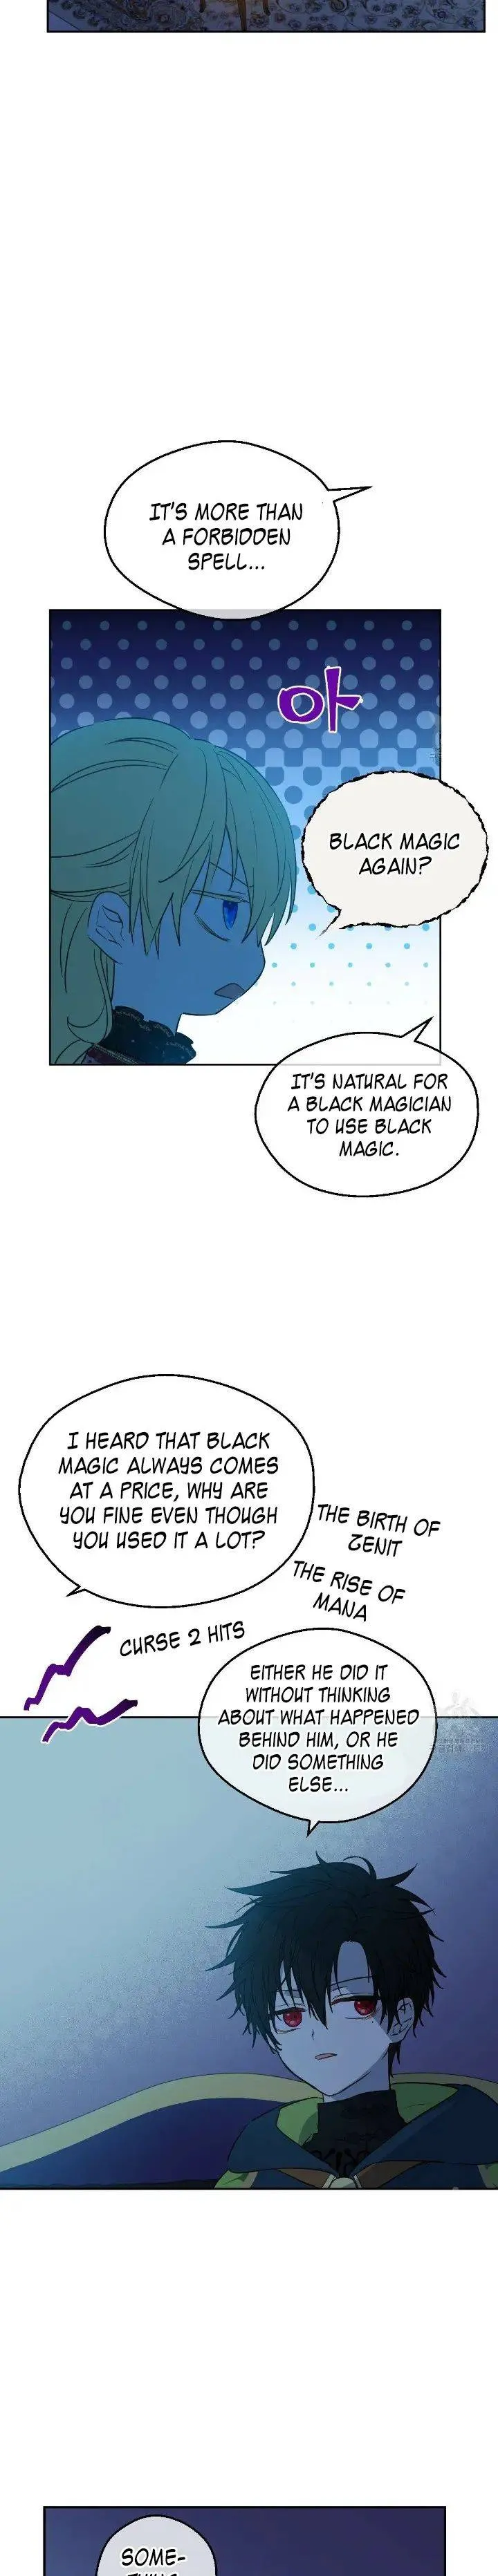 IT'S MORE THAN
A FORBIDDEN
SPELL...
아
BLACK MAGIC
AGAIN?
IT'S NATURAL FOR
A BLACK MAGICIAN
TO USE BLACK
MAGIC.
I HEARD THAT BLACK
MAGIC ALWAYS COMES
AT A PRICE, WHY ARE
YOU FINE EVEN THOUGH
YOU USED IT A LOT?
THE BIRTH OF
ZENIT
THE RISE OF
MANA
CURSE 2 HITS
EITHER HE DID IT
WITHOUT THINKING
ABOUT WHAT HAPPENED
BEHIND HIM, OR HE
DID SOMETHING
ELSE...
SOME-